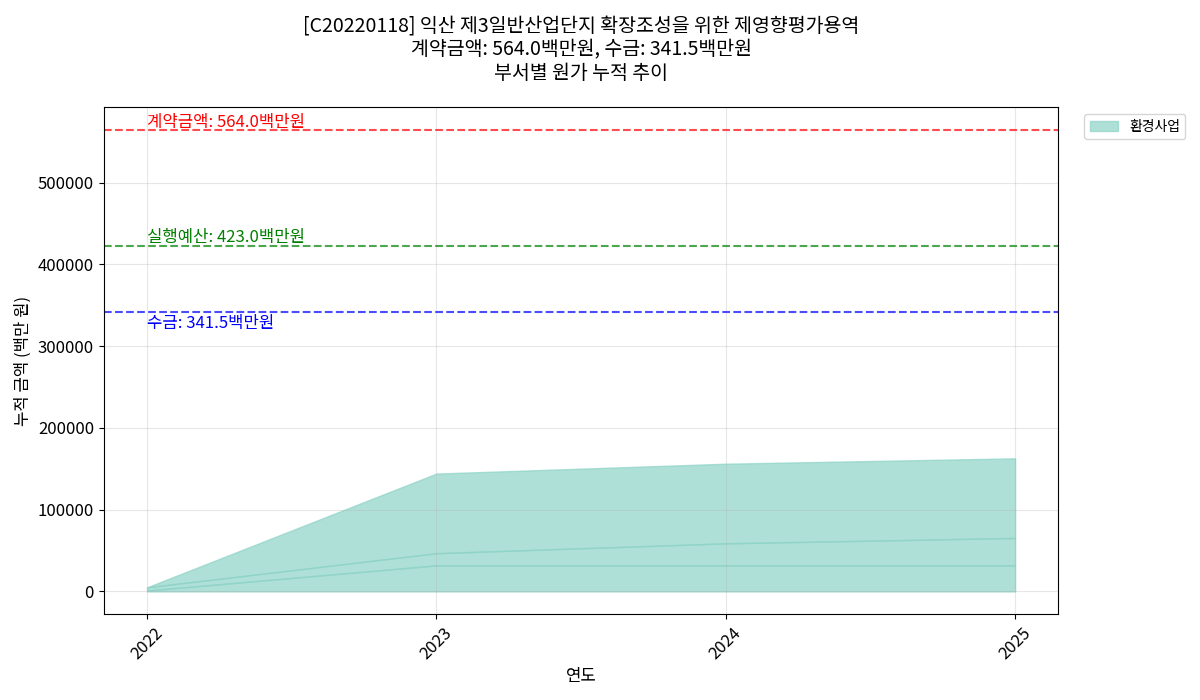 [C20220118] 익산 제3일반산업단지 확장조성을 위한 제영향평가용역
계약금액: 564.0백만원, 수금: 341.5백만원
부서별 원가 누적 추이
계약금액: 564.0백만원
환경사업
500000
실행예산: 423.0백만원
400000
수금: 341.5백만원
300000
누적 금액 (백만 원)
200000
100000
0
2022
2023
2024
2025
연도